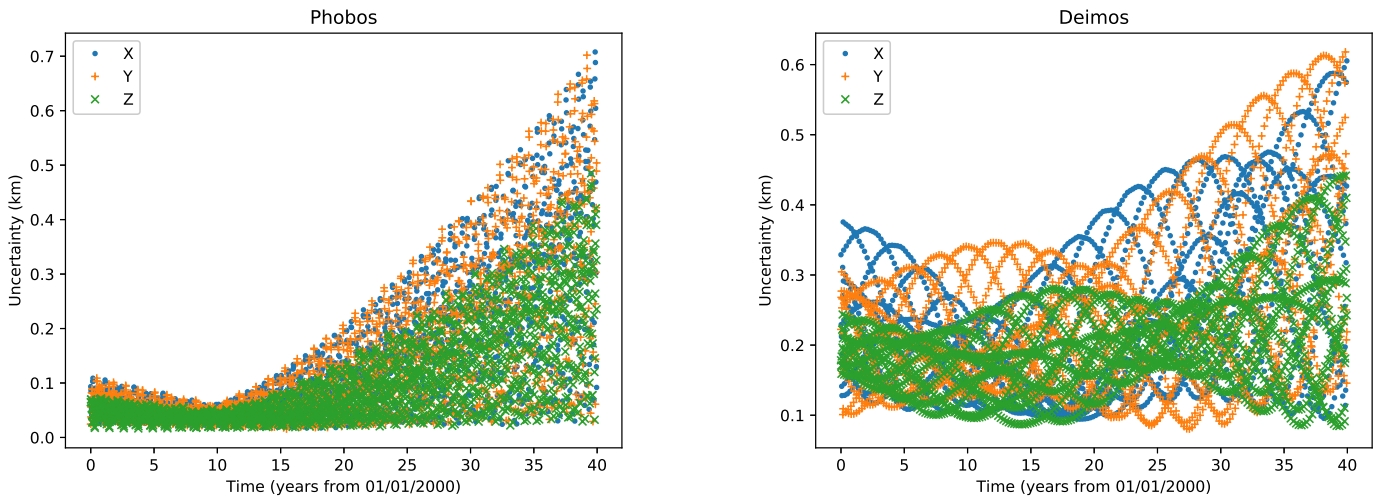 Phobos
X
Y
Z
0.7
0.6
0.5
0.4
0.3
0.2
0.1
0.0
Uncertainty (km)
0 5 10 15 20 25 30 35 40
Time (years from 01/01/2000)
Deimos
X
Y
Z
0.6
0.5
0.4
0.3
0.2
0.1
Uncertainty (km)
0 5 10 15 20 25 30 35 40
Time (years from 01/01/2000)